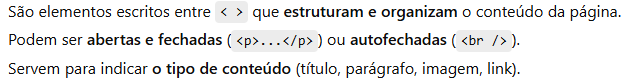 São elementos escritos entre < > que estruturam e organizam o conteúdo da página.
Podem ser abertas e fechadas (<p>...</p>) ou autofechadas (<br />).
Servem para indicar o tipo de conteúdo (título, parágrafo, imagem, link).